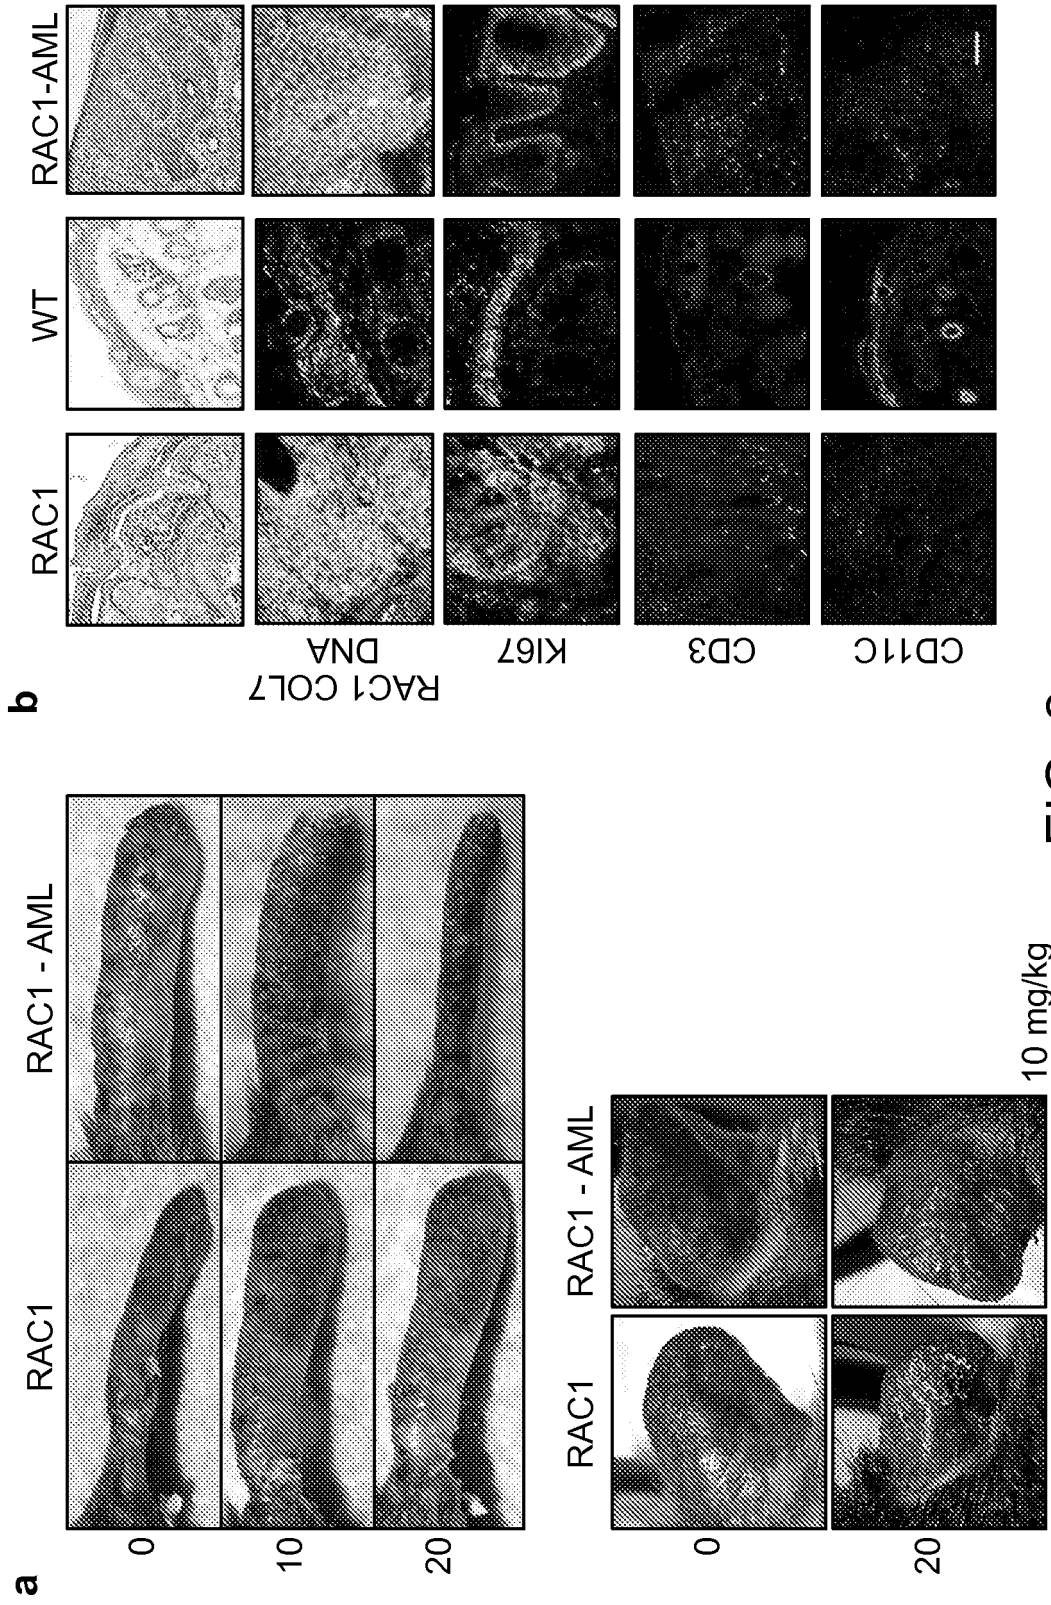 a
RAC1
RAC1 - AML
0
10
20
RAC1
RAC1 - AML
0
20
10 mg/kg
b
RAC1
WT
RAC1-AML
RAC1 COL7
DNA
KI67
CD3
CD11C